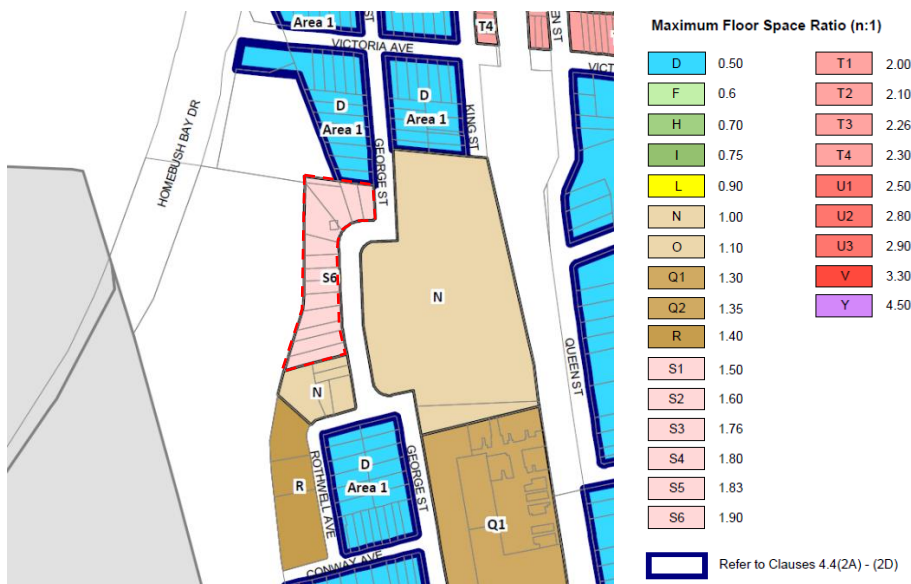 Area 1
ST
VICTORIA AVE
T4
EN ST
VICT
D
Area 1
D
Area 1
HOMEBUSH BAY DR
GEORGE ST
KING ST
S6
N
QUEEN ST
N
R
ROTHWELL AVE
D
Area 1
GEORGE ST
Q1
CONWAY AVE
Maximum Floor Space Ratio (n:1)
D 0.50
F 0.6
H 0.70
I 0.75
L 0.90
N 1.00
O 1.10
Q1 1.30
Q2 1.35
R 1.40
S1 1.50
S2 1.60
S3 1.76
S4 1.80
S5 1.83
S6 1.90
T1 2.00
T2 2.10
T3 2.26
T4 2.30
U1 2.50
U2 2.80
U3 2.90
V 3.30
Y 4.50
Refer to Clauses 4.4(2A) - (2D)